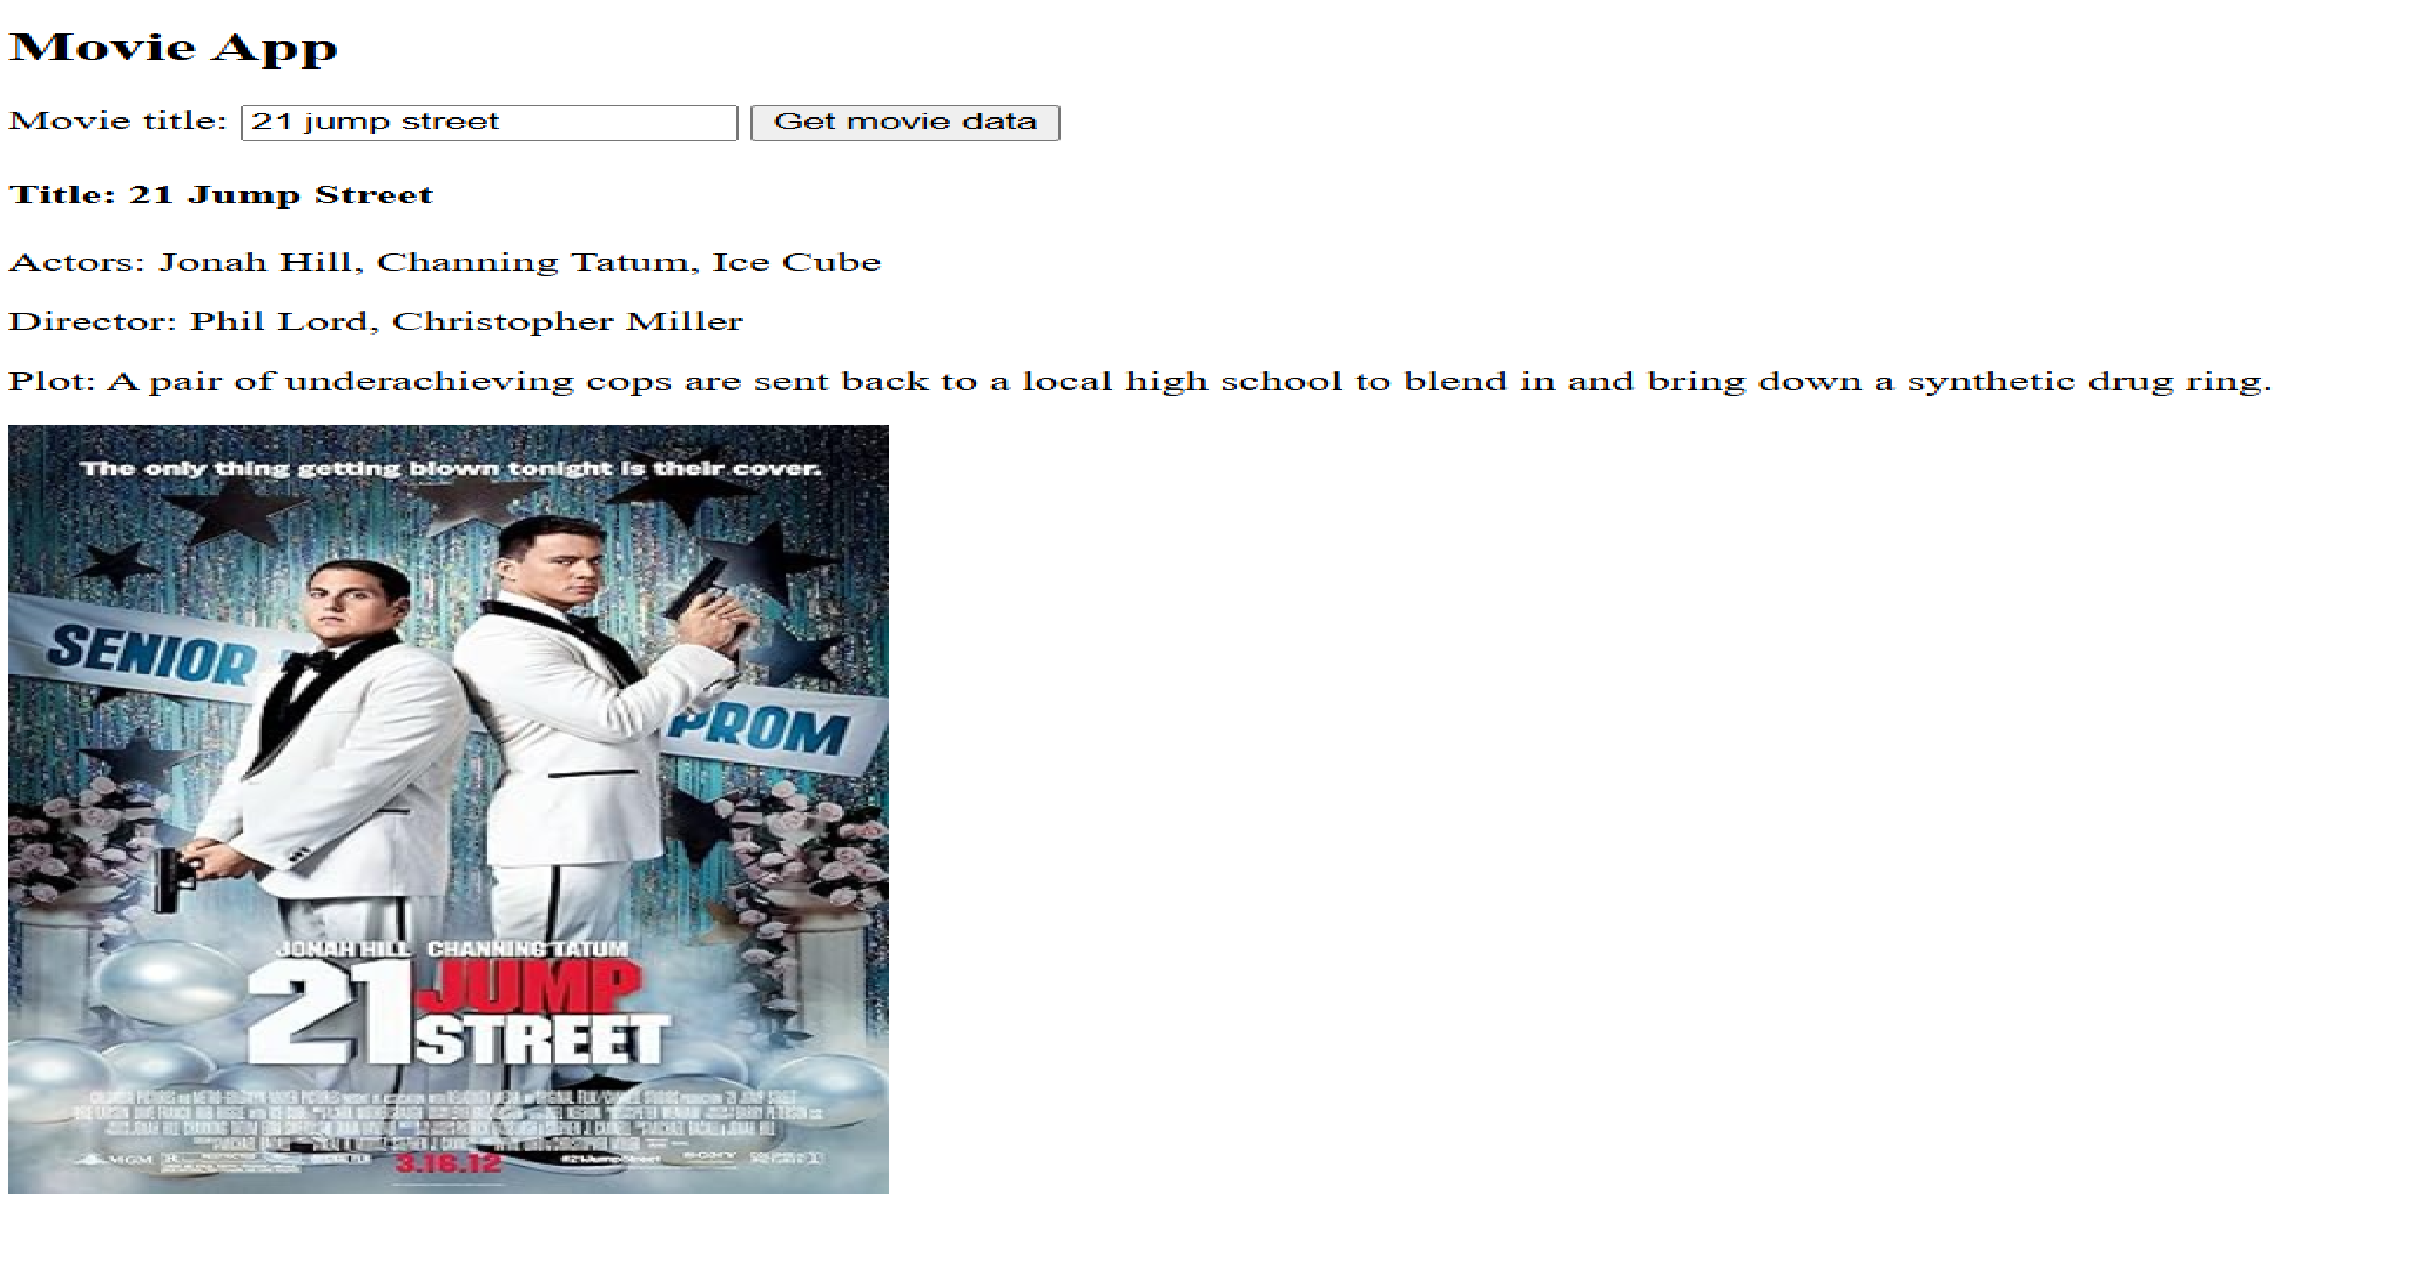 Movie App
Movie title: 21 jump street Get movie data
Title: 21 Jump Street
Actors: Jonah Hill, Channing Tatum, Ice Cube
Director: Phil Lord, Christopher Miller
Plot: A pair of underachieving cops are sent back to a local high school to blend in and bring down a synthetic drug ring.
The only thing getting blown tonight is their cover.
SENIOR
PROM
JONAH HILL CHANNING TATUM
21 JUMP
STREET
MGM
3.16.12
SONY